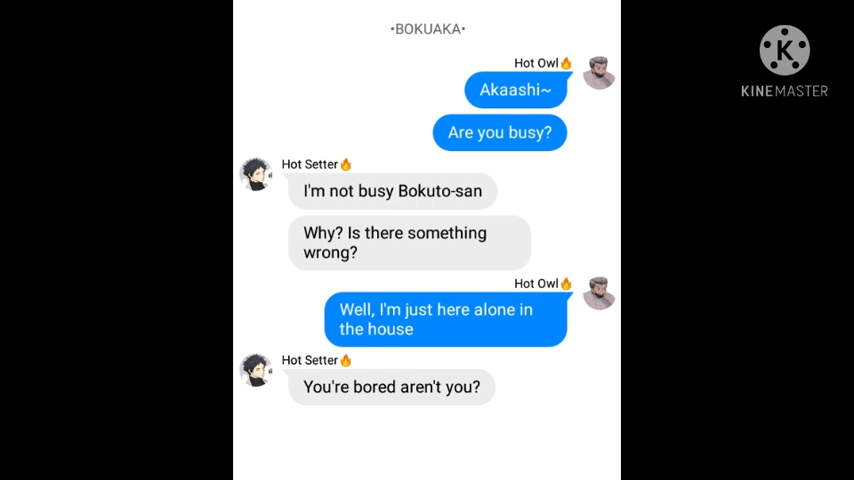 •BOKUAKA•
Hot Owl🔥
Akaashi~
Are you busy?
Hot Setter🔥
I'm not busy Bokuto-san
Why? Is there something
wrong?
Hot Owl🔥
Well, I'm just here alone in
the house
Hot Setter🔥
You're bored aren't you?
K
KINEMASTER